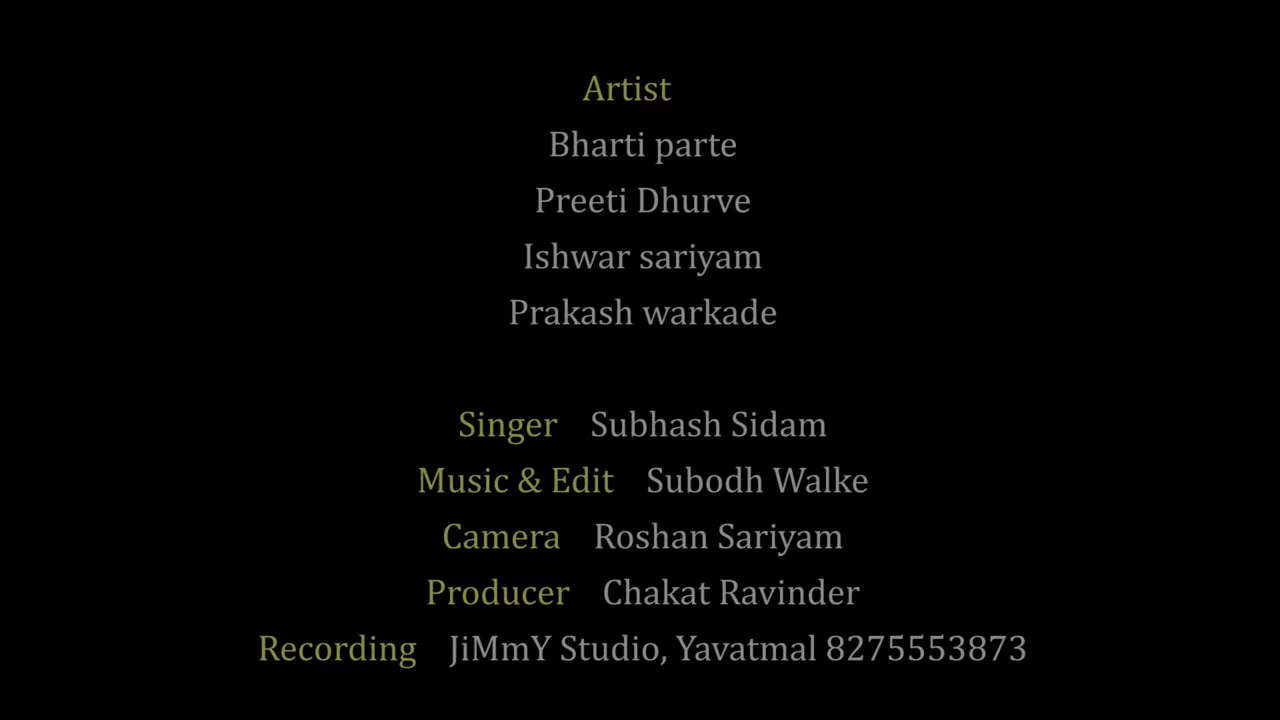 Artist
Bharti parte
Preeti Dhurve
Ishwar sariyam
Prakash warkade
Singer Subhash Sidam
Music & Edit Subodh Walke
Camera Roshan Sariyam
Producer Chakat Ravinder
Recording JiMmY Studio, Yavatmal 8275553873